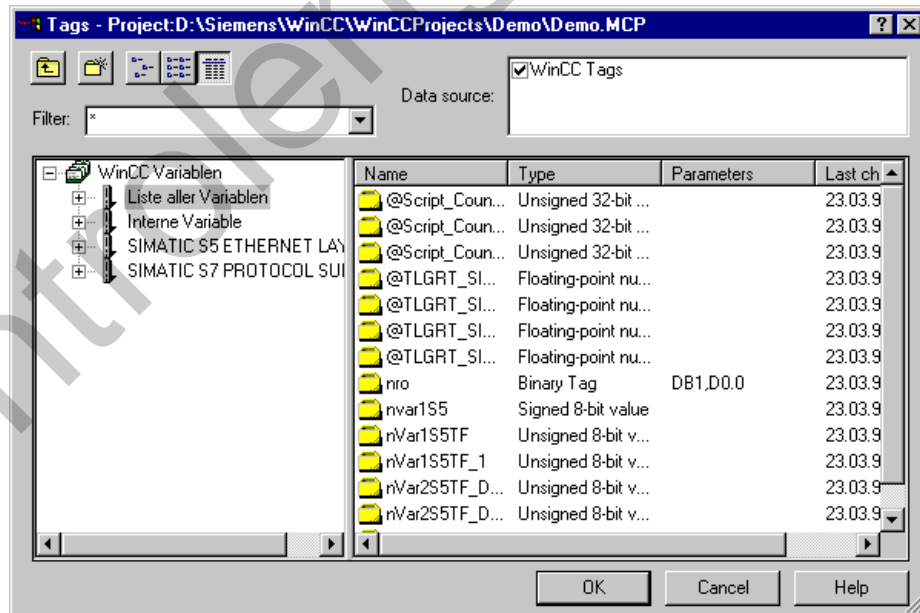 Tags - Project:D:\Siemens\WinCC\WinCCProjects\Demo\Demo.MCP
Data source:
WinCC Tags
Filter: *
WinCC Variablen
Liste aller Variablen
Interne Variable
SIMATIC S5 ETHERNET LAY
SIMATIC S7 PROTOCOL SUI
Name Type Parameters Last ch
@Script_Coun... Unsigned 32-bit ... 23.03.9
@Script_Coun... Unsigned 32-bit ... 23.03.9
@Script_Coun... Unsigned 32-bit ... 23.03.9
@TLGRT_SI... Floating-point nu... 23.03.9
@TLGRT_SI... Floating-point nu... 23.03.9
@TLGRT_SI... Floating-point nu... 23.03.9
@TLGRT_SI... Floating-point nu... 23.03.9
nro Binary Tag DB1,D0.0 23.03.9
nvar1S5 Signed 8-bit value 23.03.9
nVar1S5TF Unsigned 8-bit v... 23.03.9
nVar1S5TF_1 Unsigned 8-bit v... 23.03.9
nVar2S5TF_D... Unsigned 8-bit v... 23.03.9
nVar2S5TF_D... Unsigned 8-bit v... 23.03.9
OK Cancel Help
ntrolen